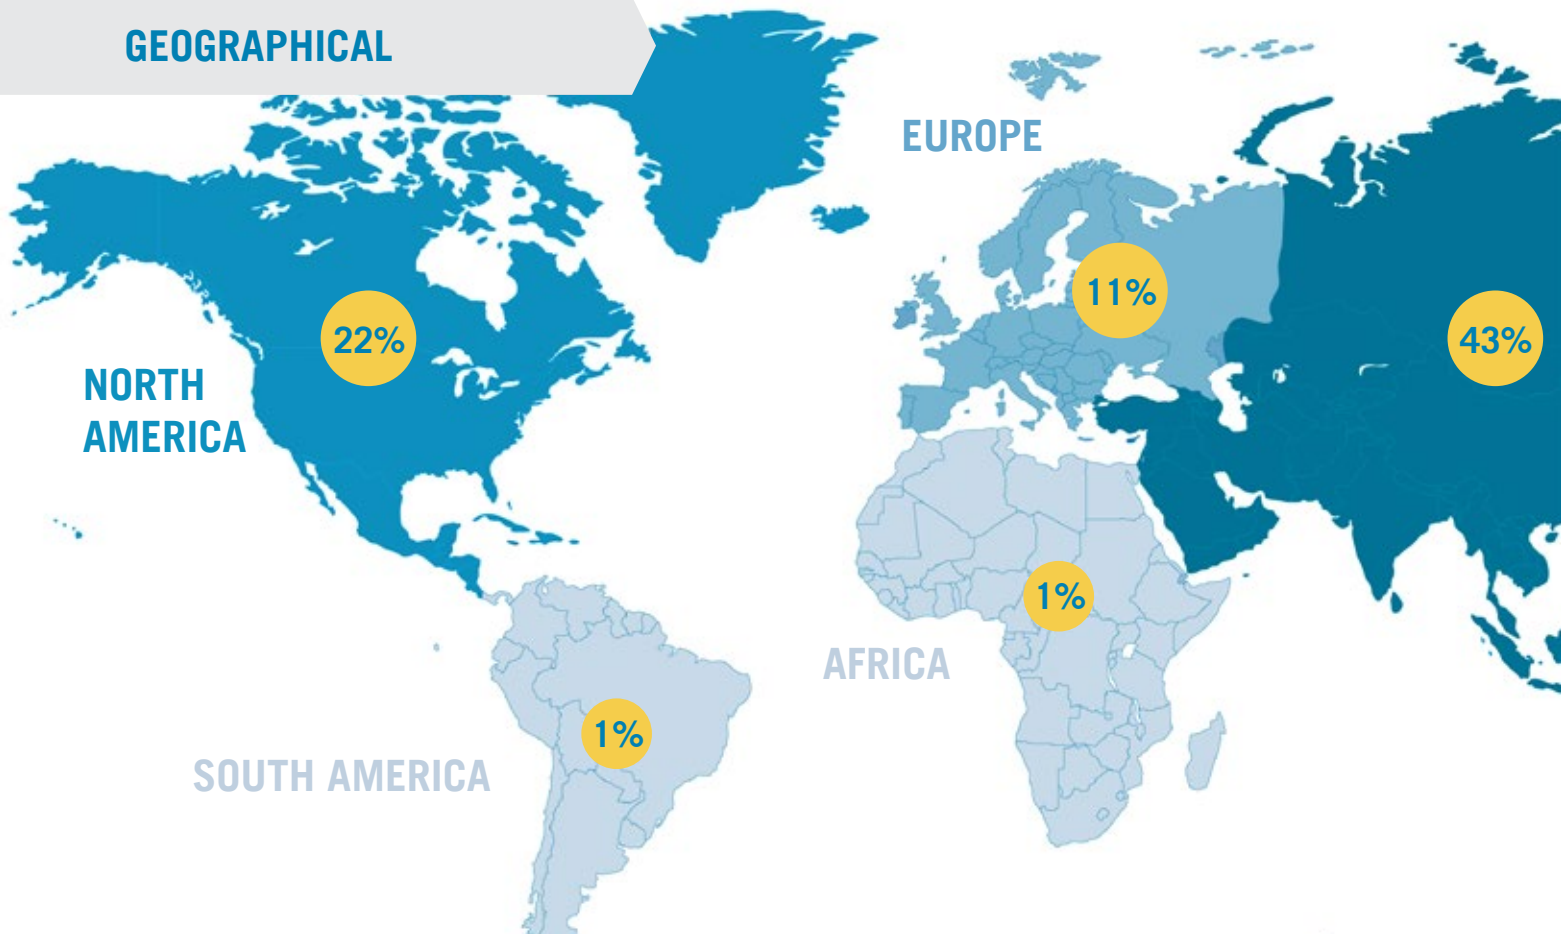 GEOGRAPHICAL
EUROPE
11%
43%
22%
NORTH
AMERICA
1%
AFRICA
1%
SOUTH AMERICA